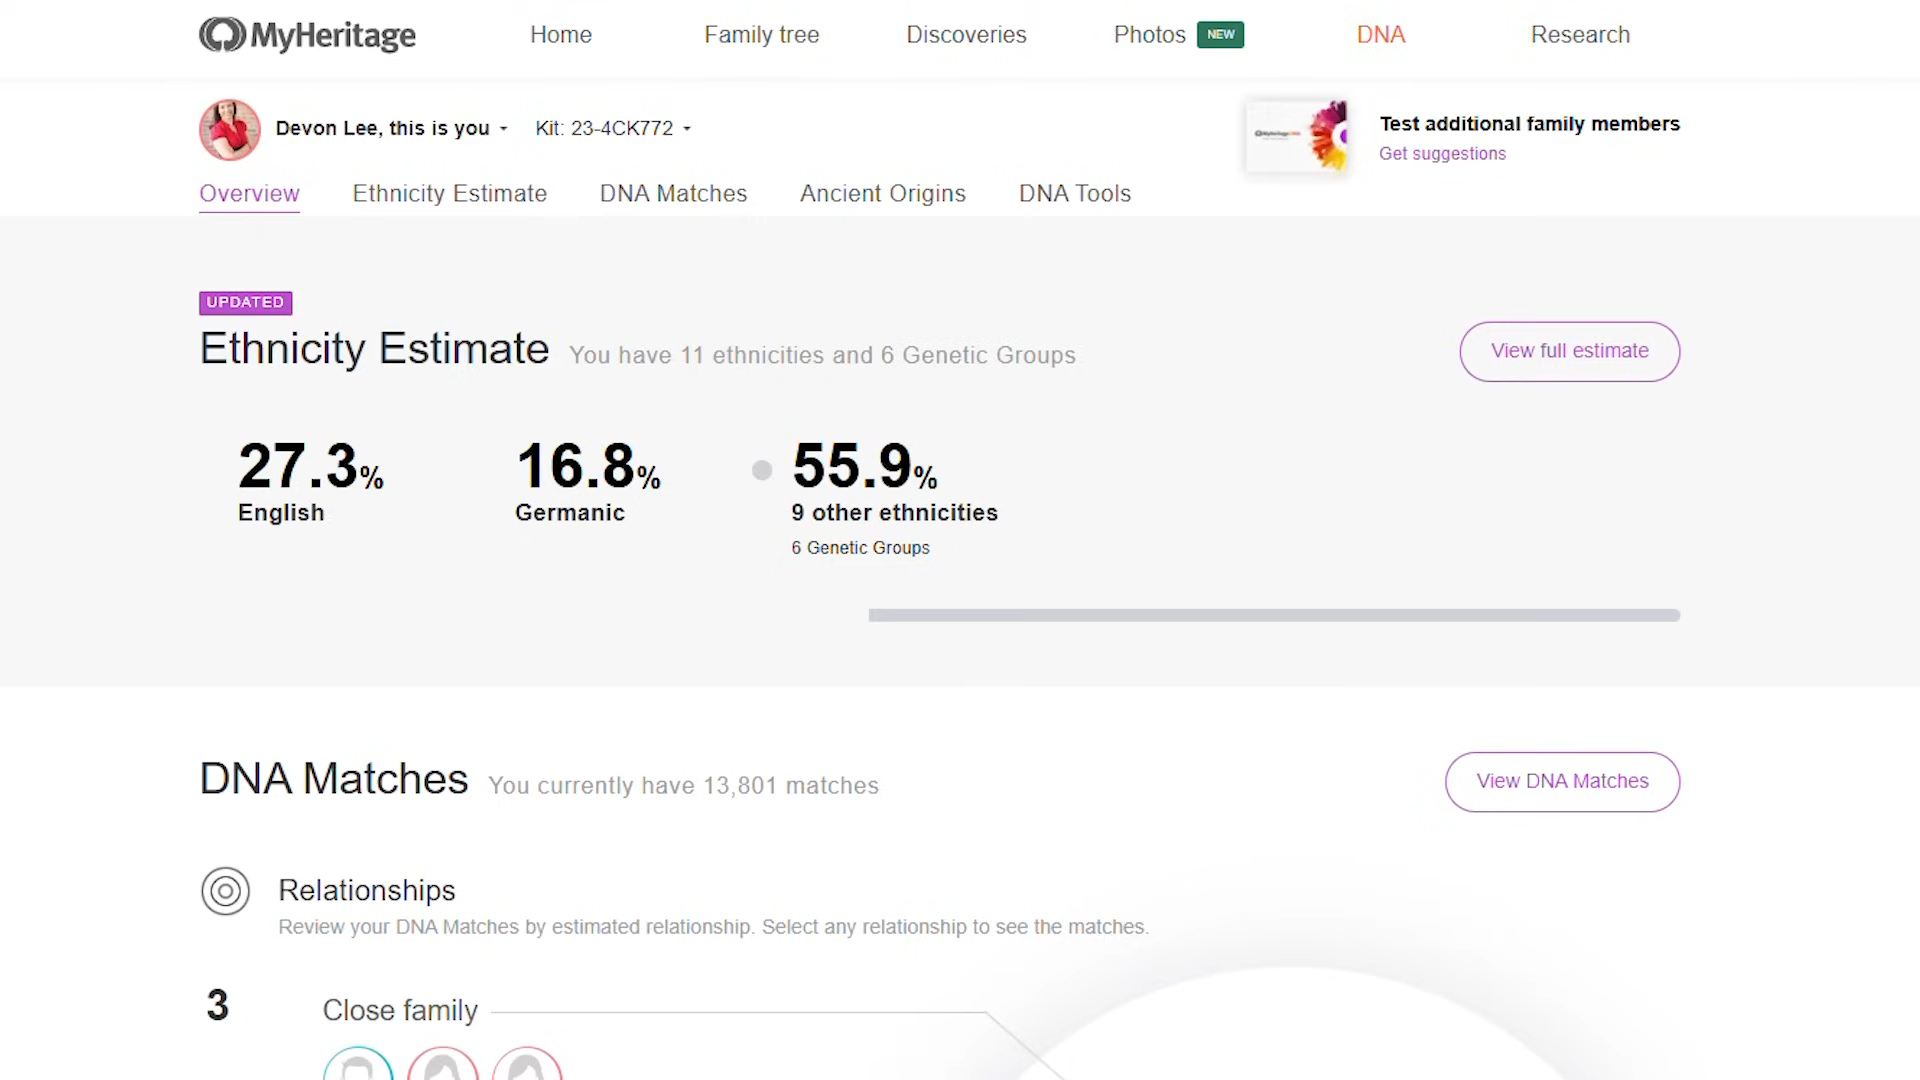 MyHeritage
Home
Family tree
Discoveries
Photos NEW
DNA
Research
Devon Lee, this is you
Kit: 23-4CK772
Test additional family members
Get suggestions
Overview
Ethnicity Estimate
DNA Matches
Ancient Origins
DNA Tools
UPDATED
Ethnicity Estimate You have 11 ethnicities and 6 Genetic Groups
View full estimate
27.3%
English
16.8%
Germanic
55.9%
9 other ethnicities
6 Genetic Groups
DNA Matches You currently have 13,801 matches
View DNA Matches
Relationships
Review your DNA Matches by estimated relationship. Select any relationship to see the matches.
3 Close family